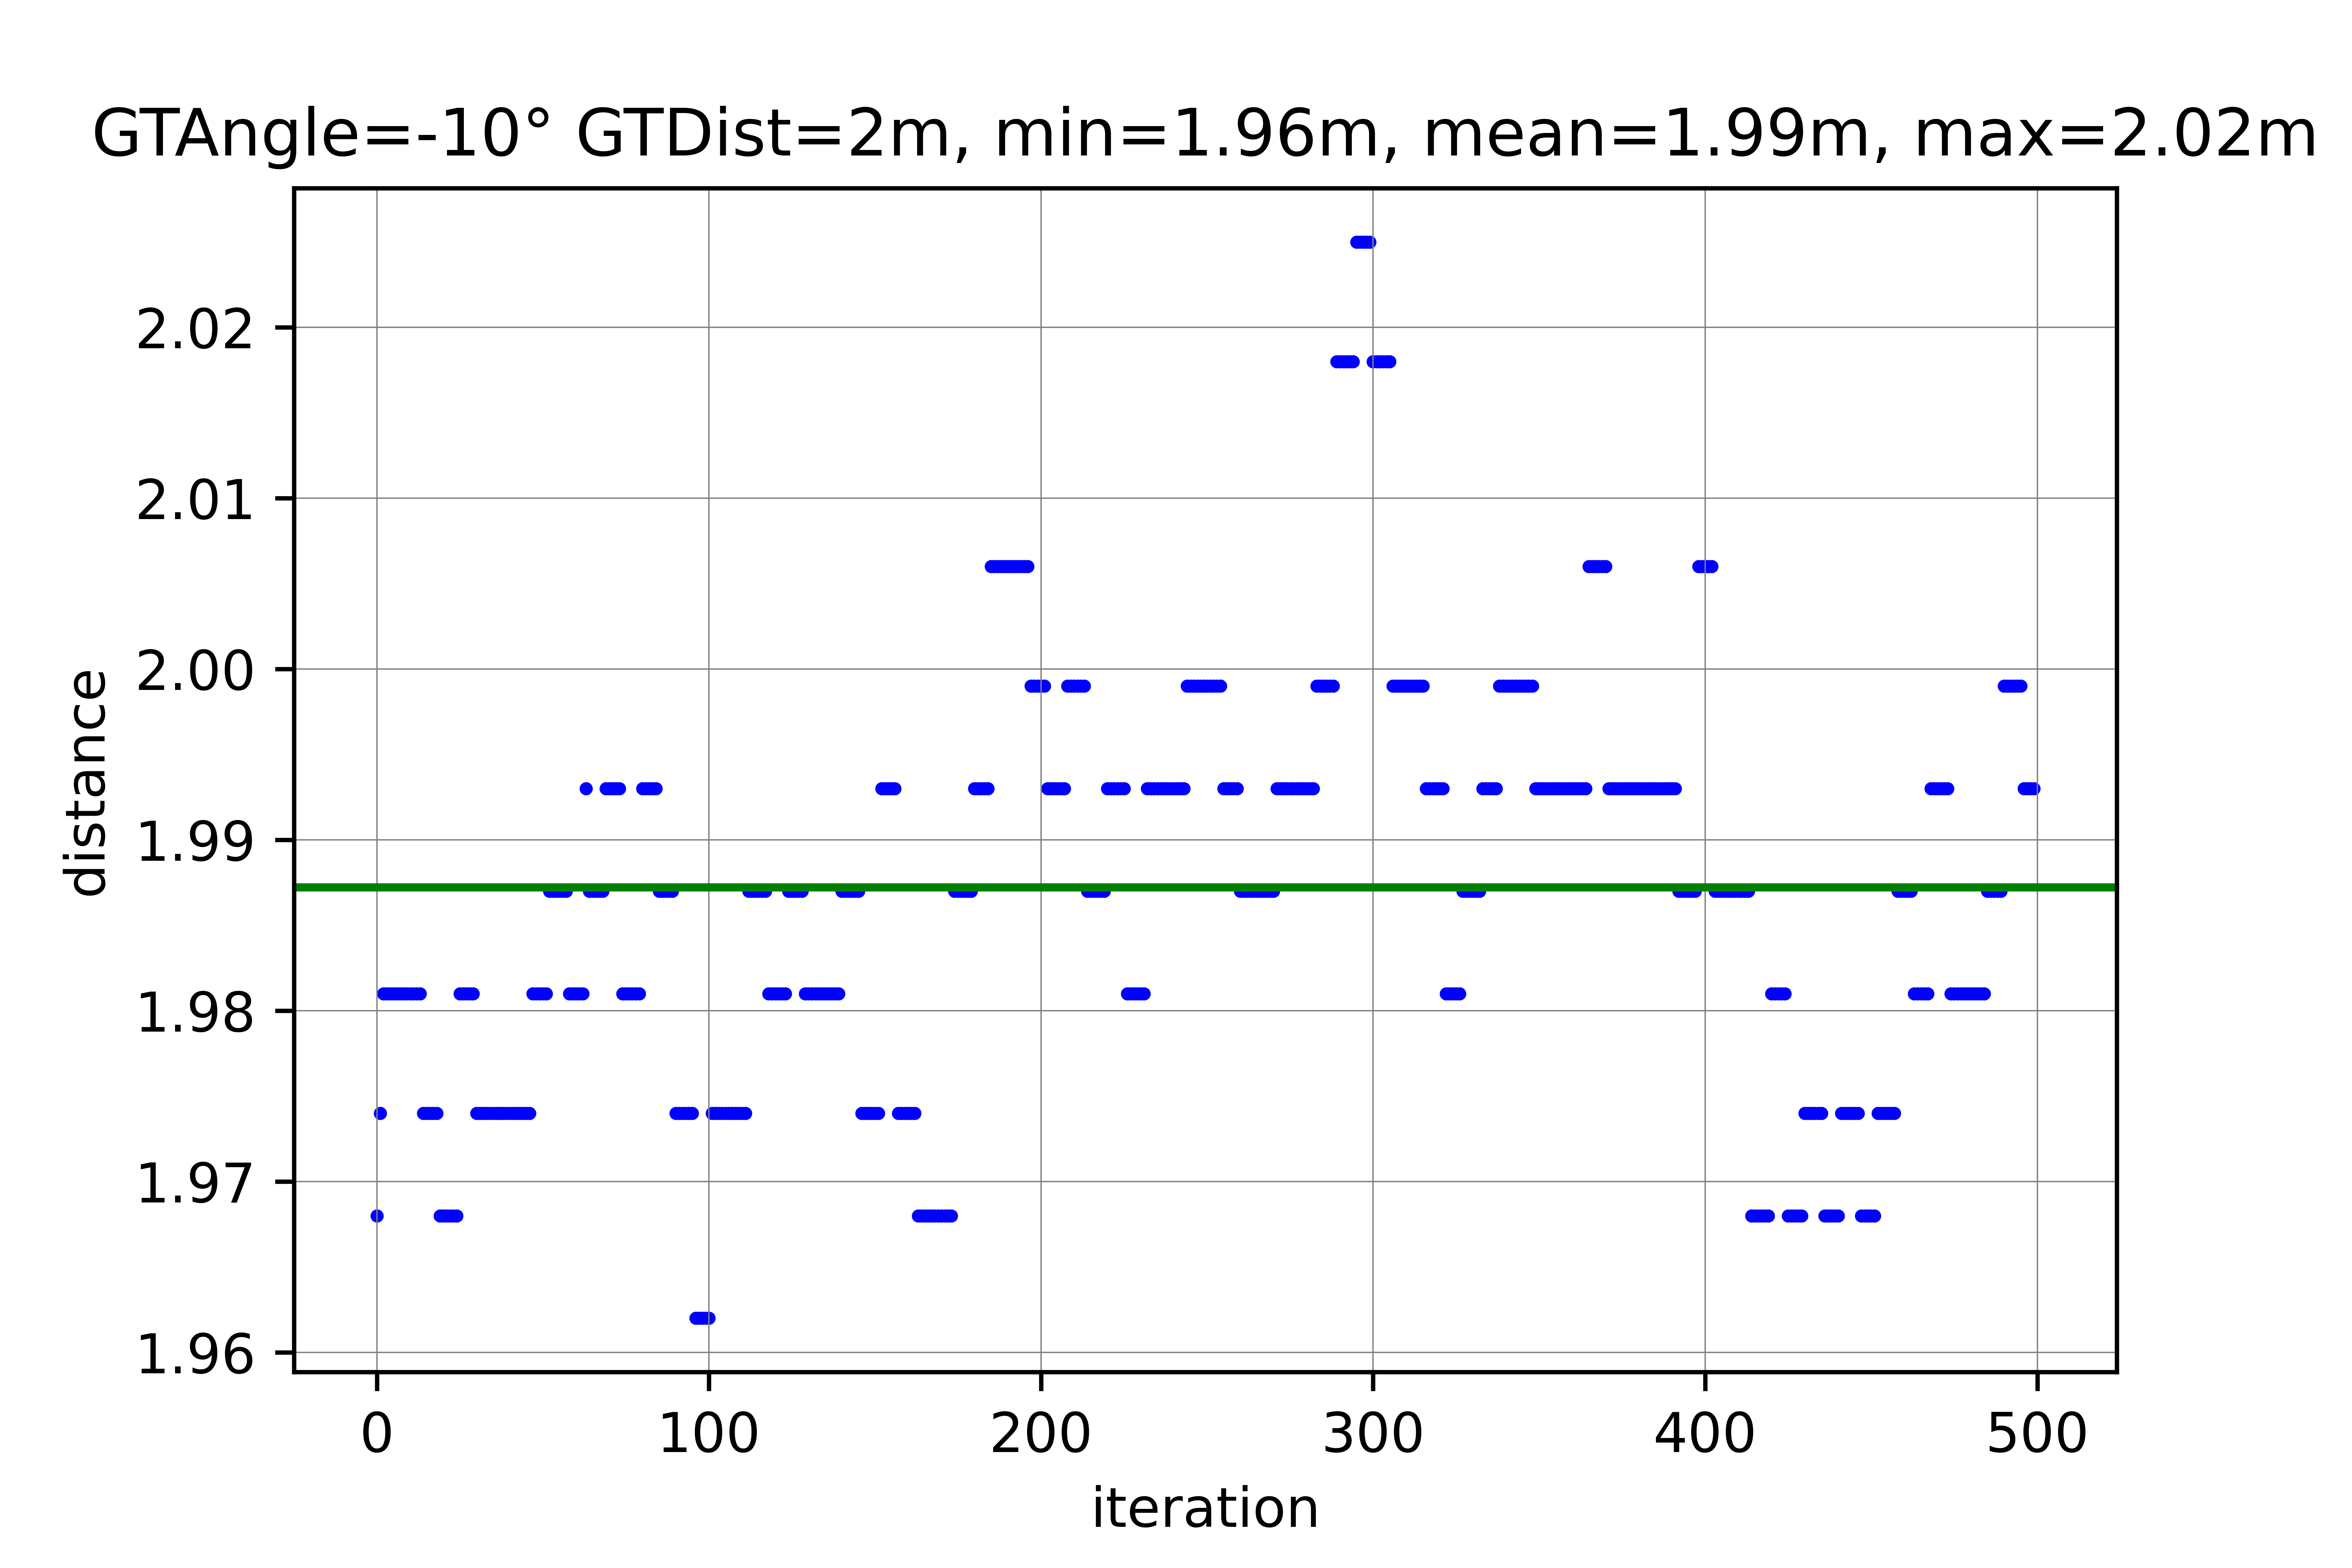 GTAngle=-10° GTDist=2m, min=1.96m, mean=1.99m, max=2.02m
2.02
2.01
2.00
1.99
1.98
1.97
1.96
distance
0 100 200 300 400 500
iteration